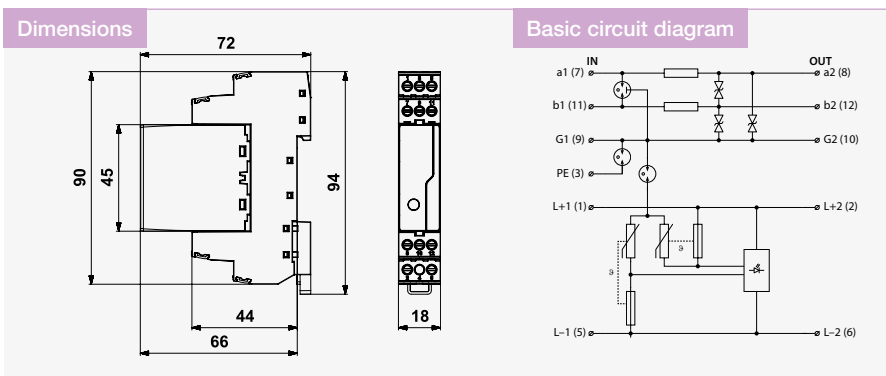 Dimensions
72
90
45
94
44
66
18
Basic circuit diagram
IN
OUT
a1 (7)
a2 (8)
b1 (11)
b2 (12)
G1 (9)
G2 (10)
PE (3)
L+1 (1)
L+2 (2)
ϑ
ϑ
L–1 (5)
L–2 (6)